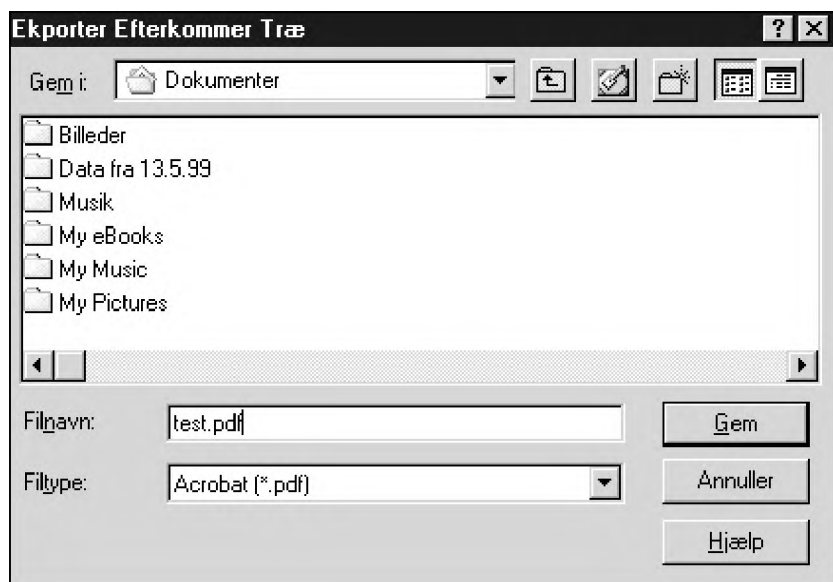 Ekporter Efterkommer Træ
Gem i: Dokumenter
Billeder
Data fra 13.5.99
Musik
My eBooks
My Music
My Pictures
Filnavn: test.pdf Gem
Filtype: Acrobat (*.pdf) Annuller
Hjælp